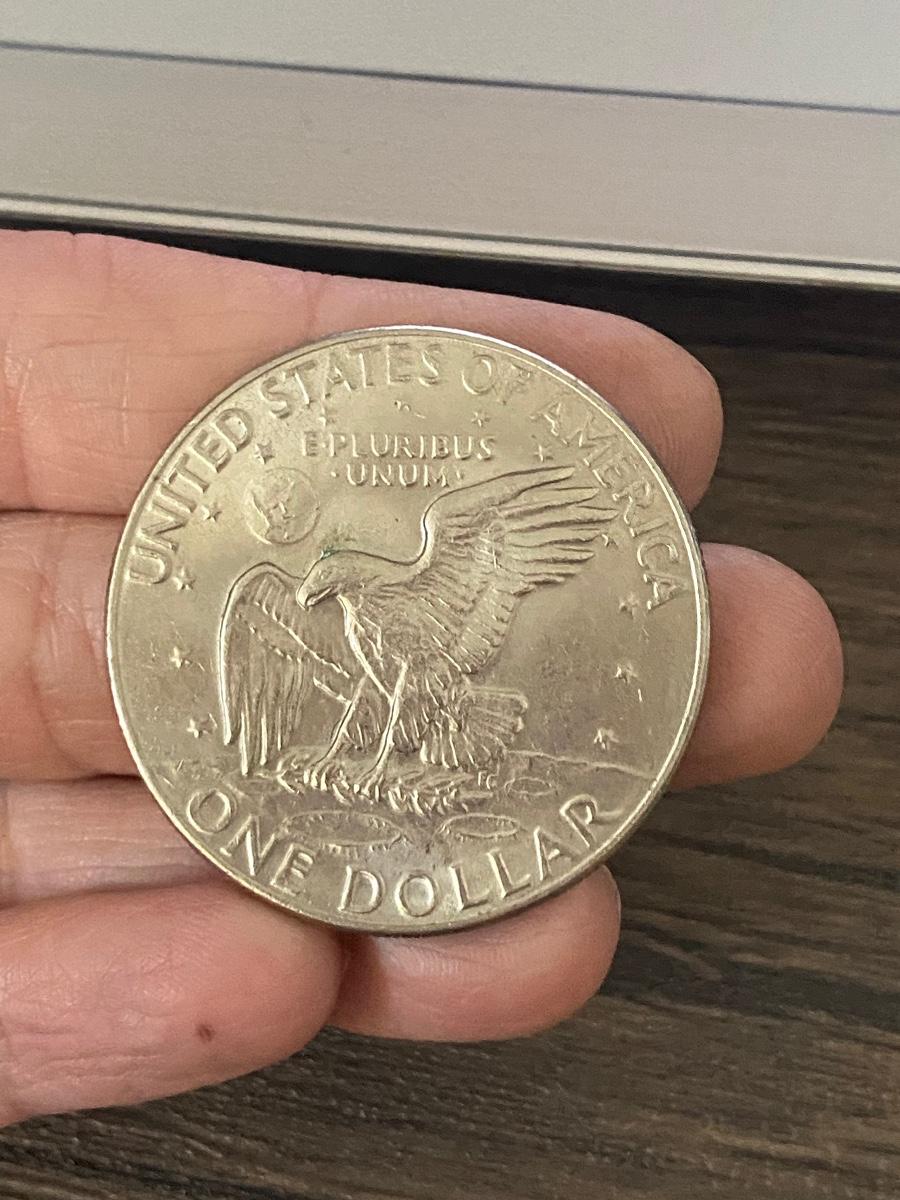 UNITED STATES OF AMERICA
E·PLURIBUS
·UNUM·
ONE DOLLAR